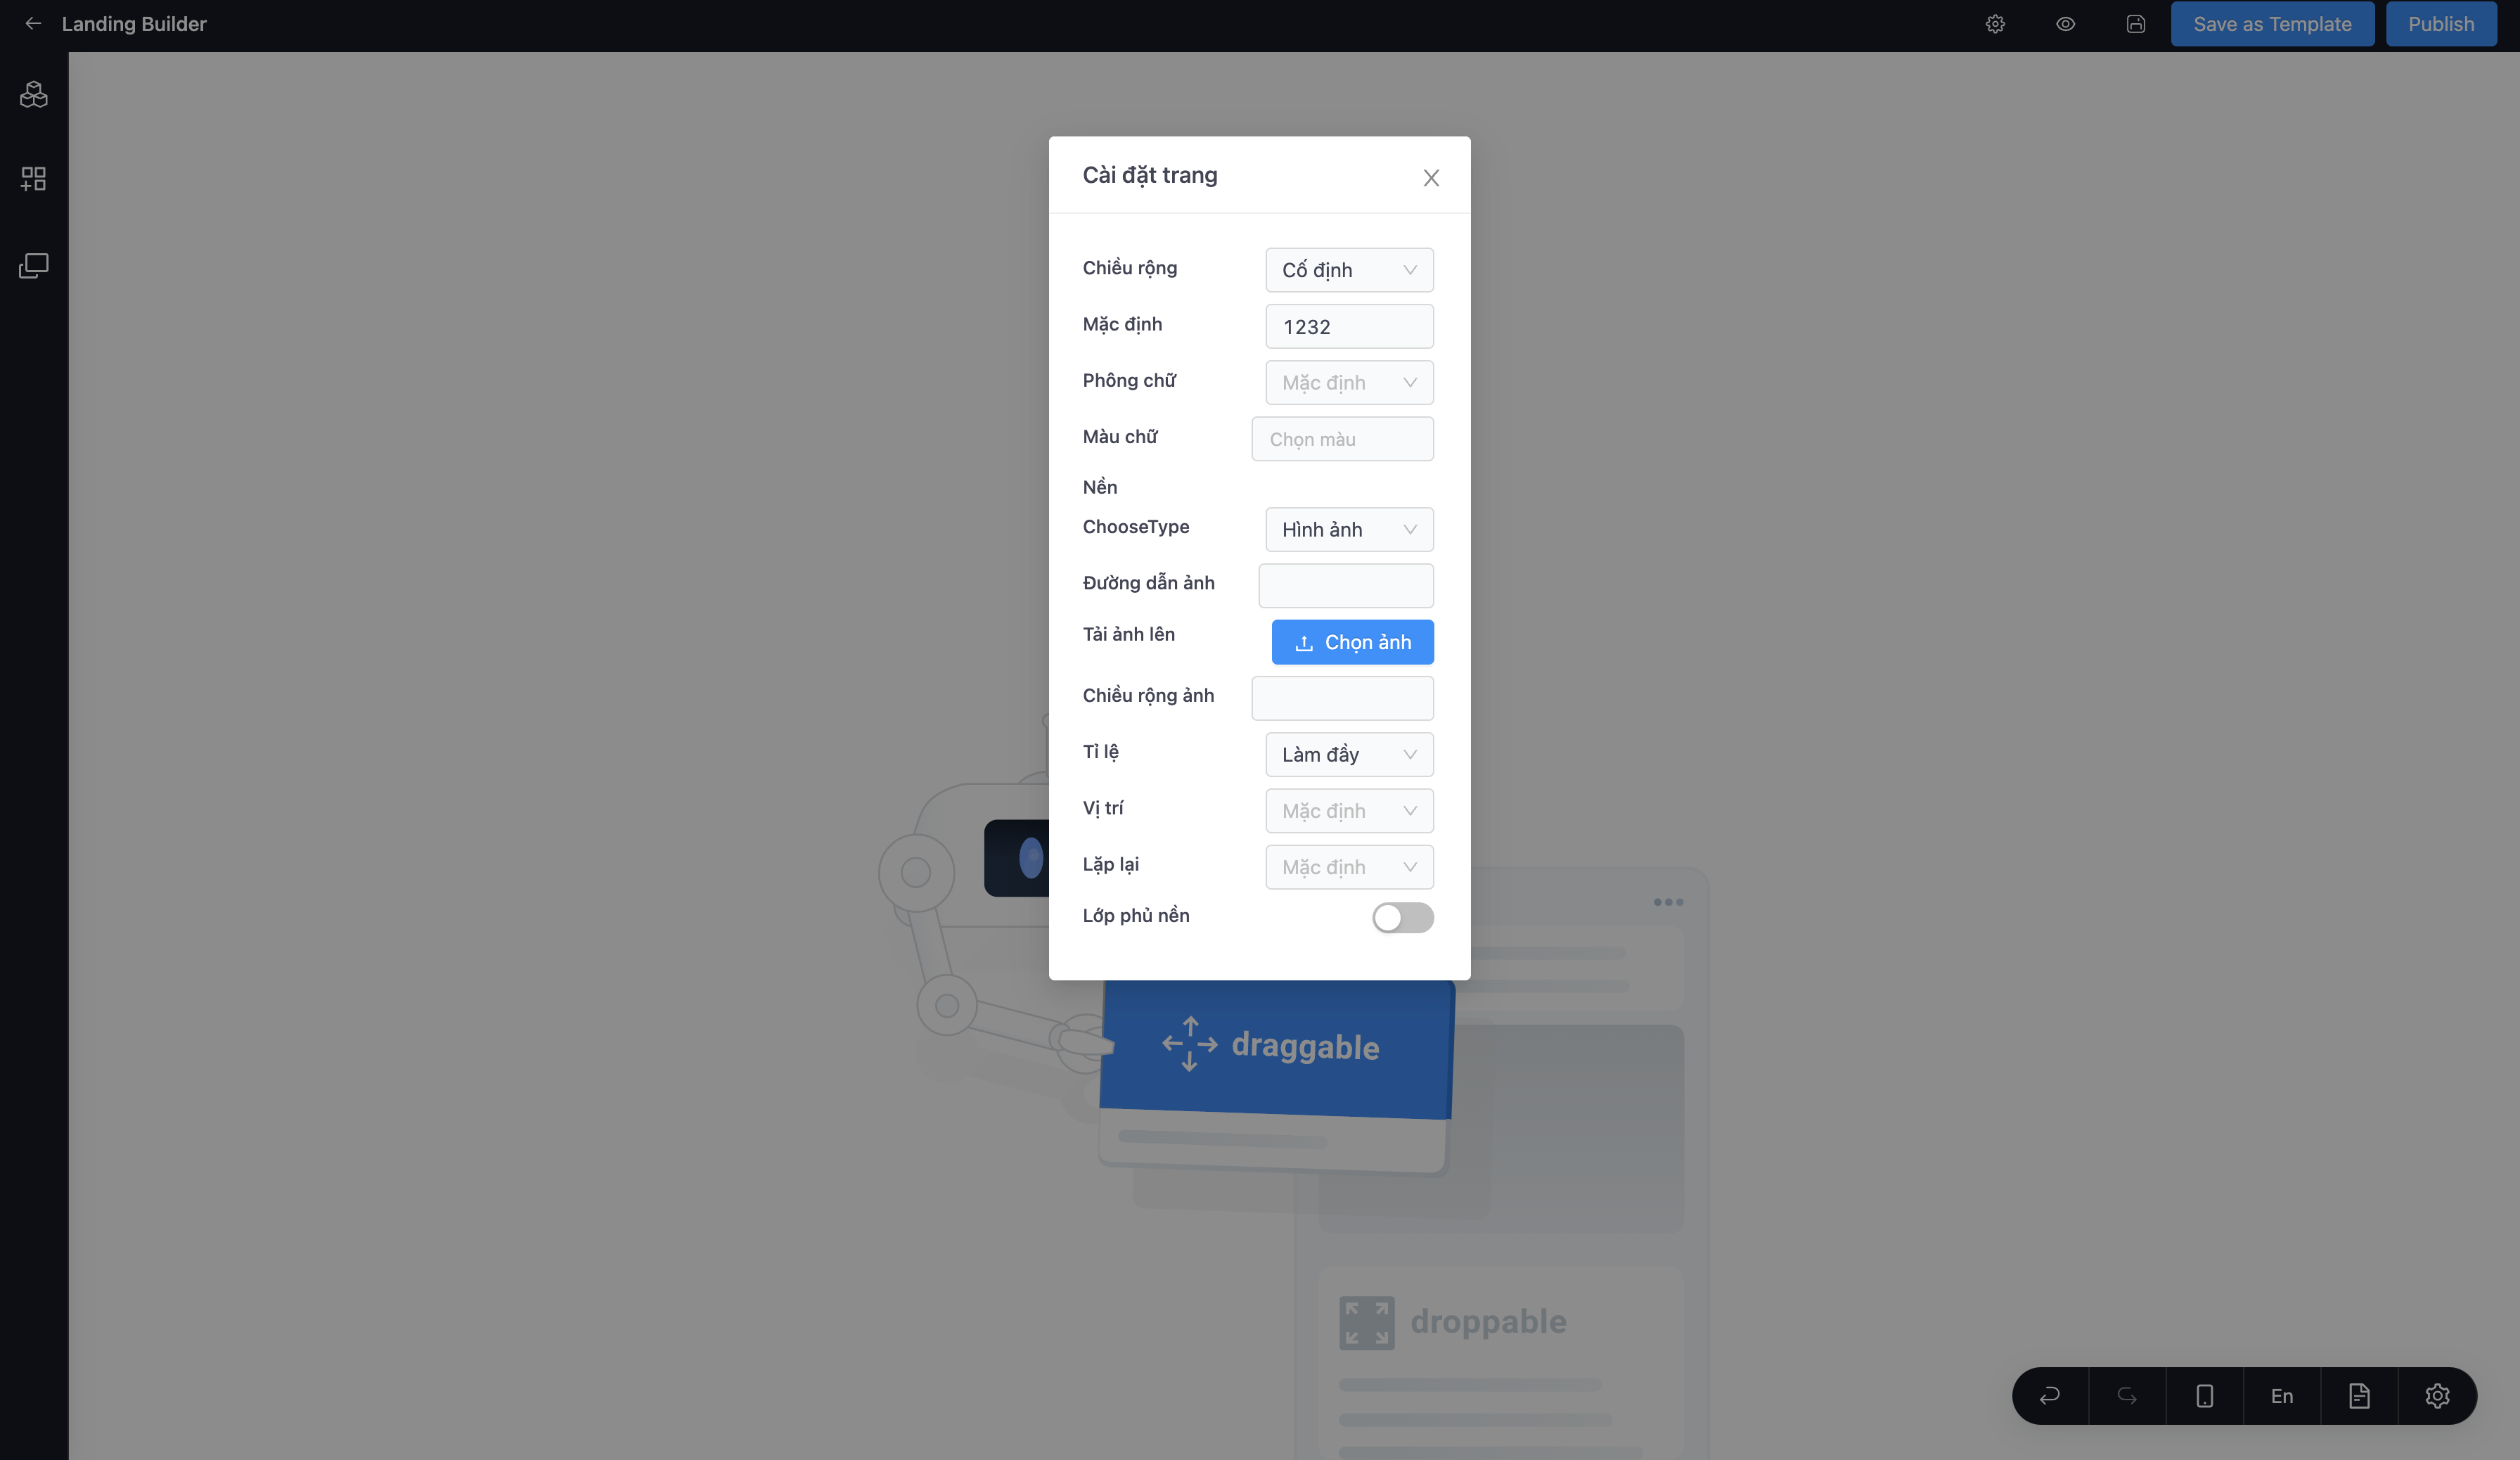 Landing Builder
Save as Template
Publish
Cài đặt trang
Chiều rộng
Cố định
Mặc định
1232
Phông chữ
Mặc định
Màu chữ
Chọn màu
Nền
ChooseType
Hình ảnh
Đường dẫn ảnh
Tải ảnh lên
Chọn ảnh
Chiều rộng ảnh
Tỉ lệ
Làm đầy
Vị trí
Mặc định
Lặp lại
Mặc định
Lớp phủ nền
draggable
droppable
En